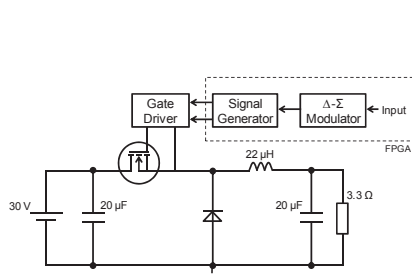 Gate
Driver
Signal
Generator
Δ-Σ
Modulator
Input
FPGA
22 µH
30 V
20 µF
20 µF
3.3 Ω